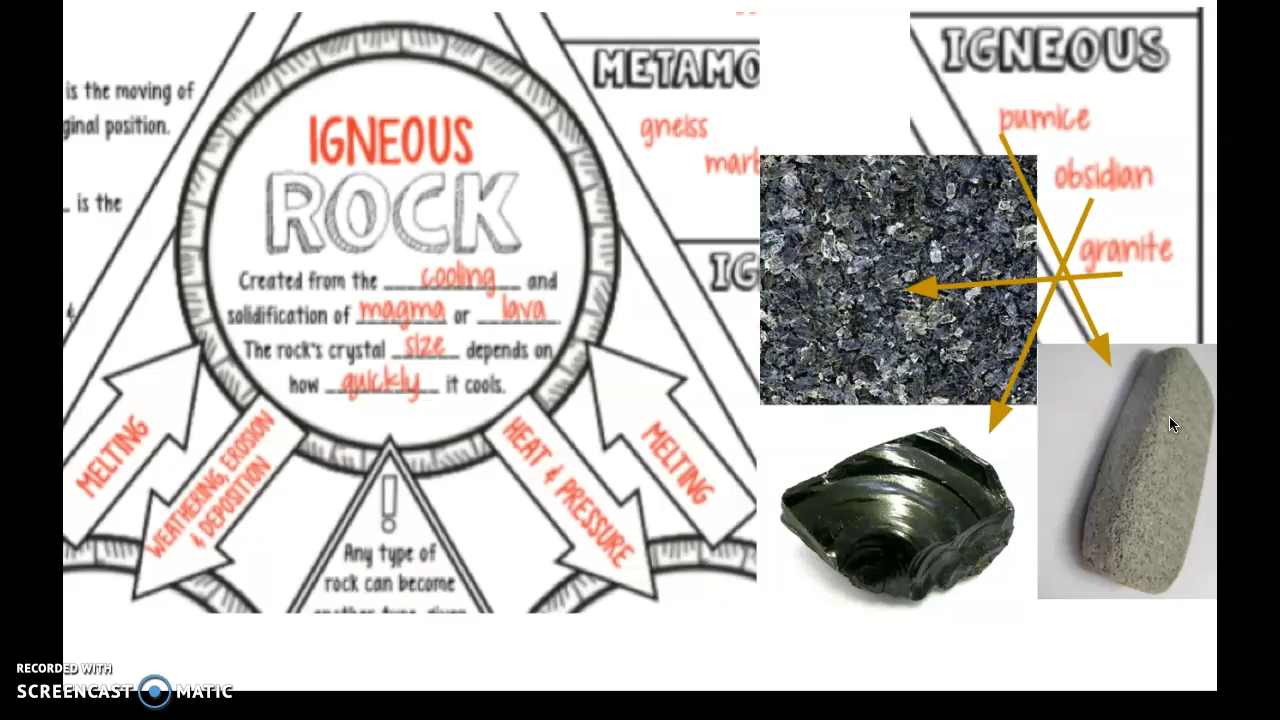 is the moving of
ginal position.
is the
IGNEOUS
ROCK
Created from the cooling and
solidification of magma or lava
The rock's crystal size depends on
how quickly it cools.
MELTING
WEATHERING, EROSION
& DEPOSITION
HEAT & PRESSURE
MELTING
!
Any type of
rock can become
METAMO
gneiss
mar
IG
IGNEOUS
pumice
obsidian
granite
RECORDED WITH
SCREENCAST MATIC